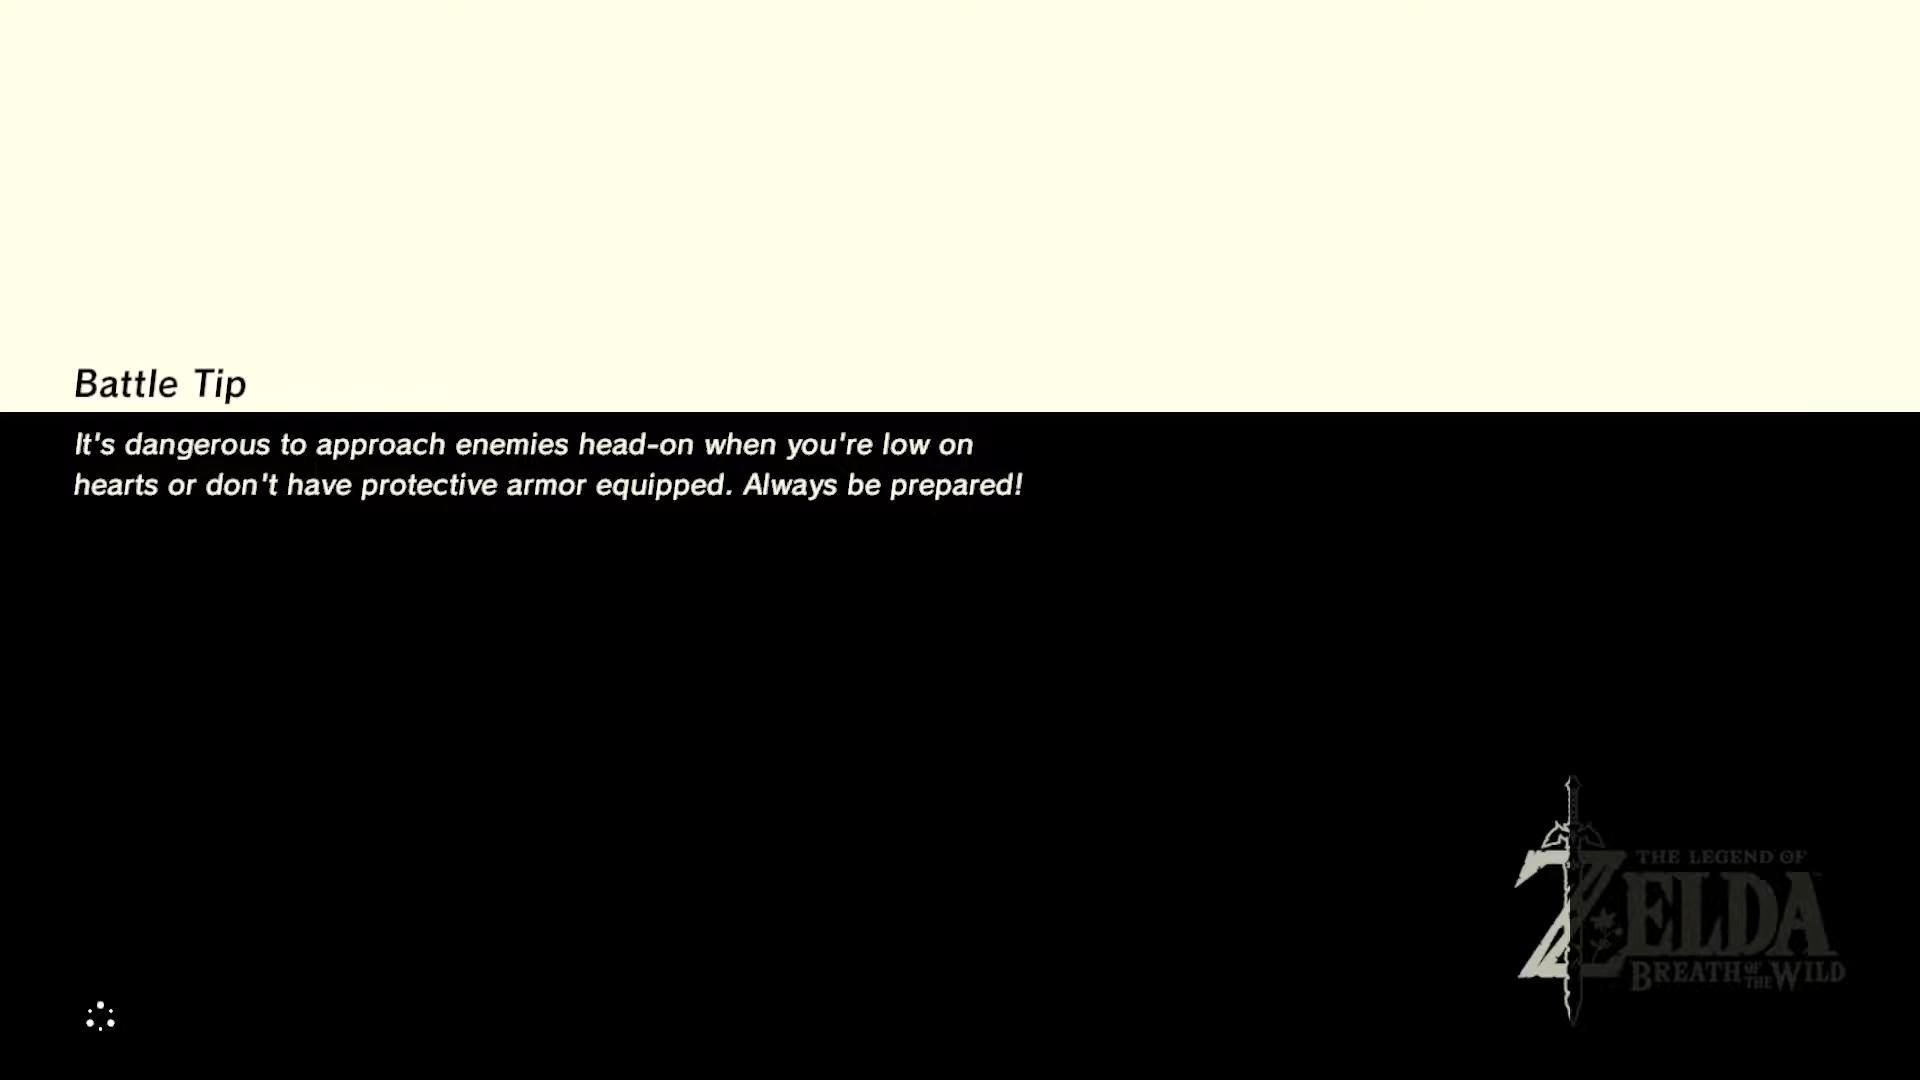 Battle Tip
It's dangerous to approach enemies head-on when you're low on
hearts or don't have protective armor equipped. Always be prepared!
THE LEGEND OF
ZELDA
BREATH OF THE WILD